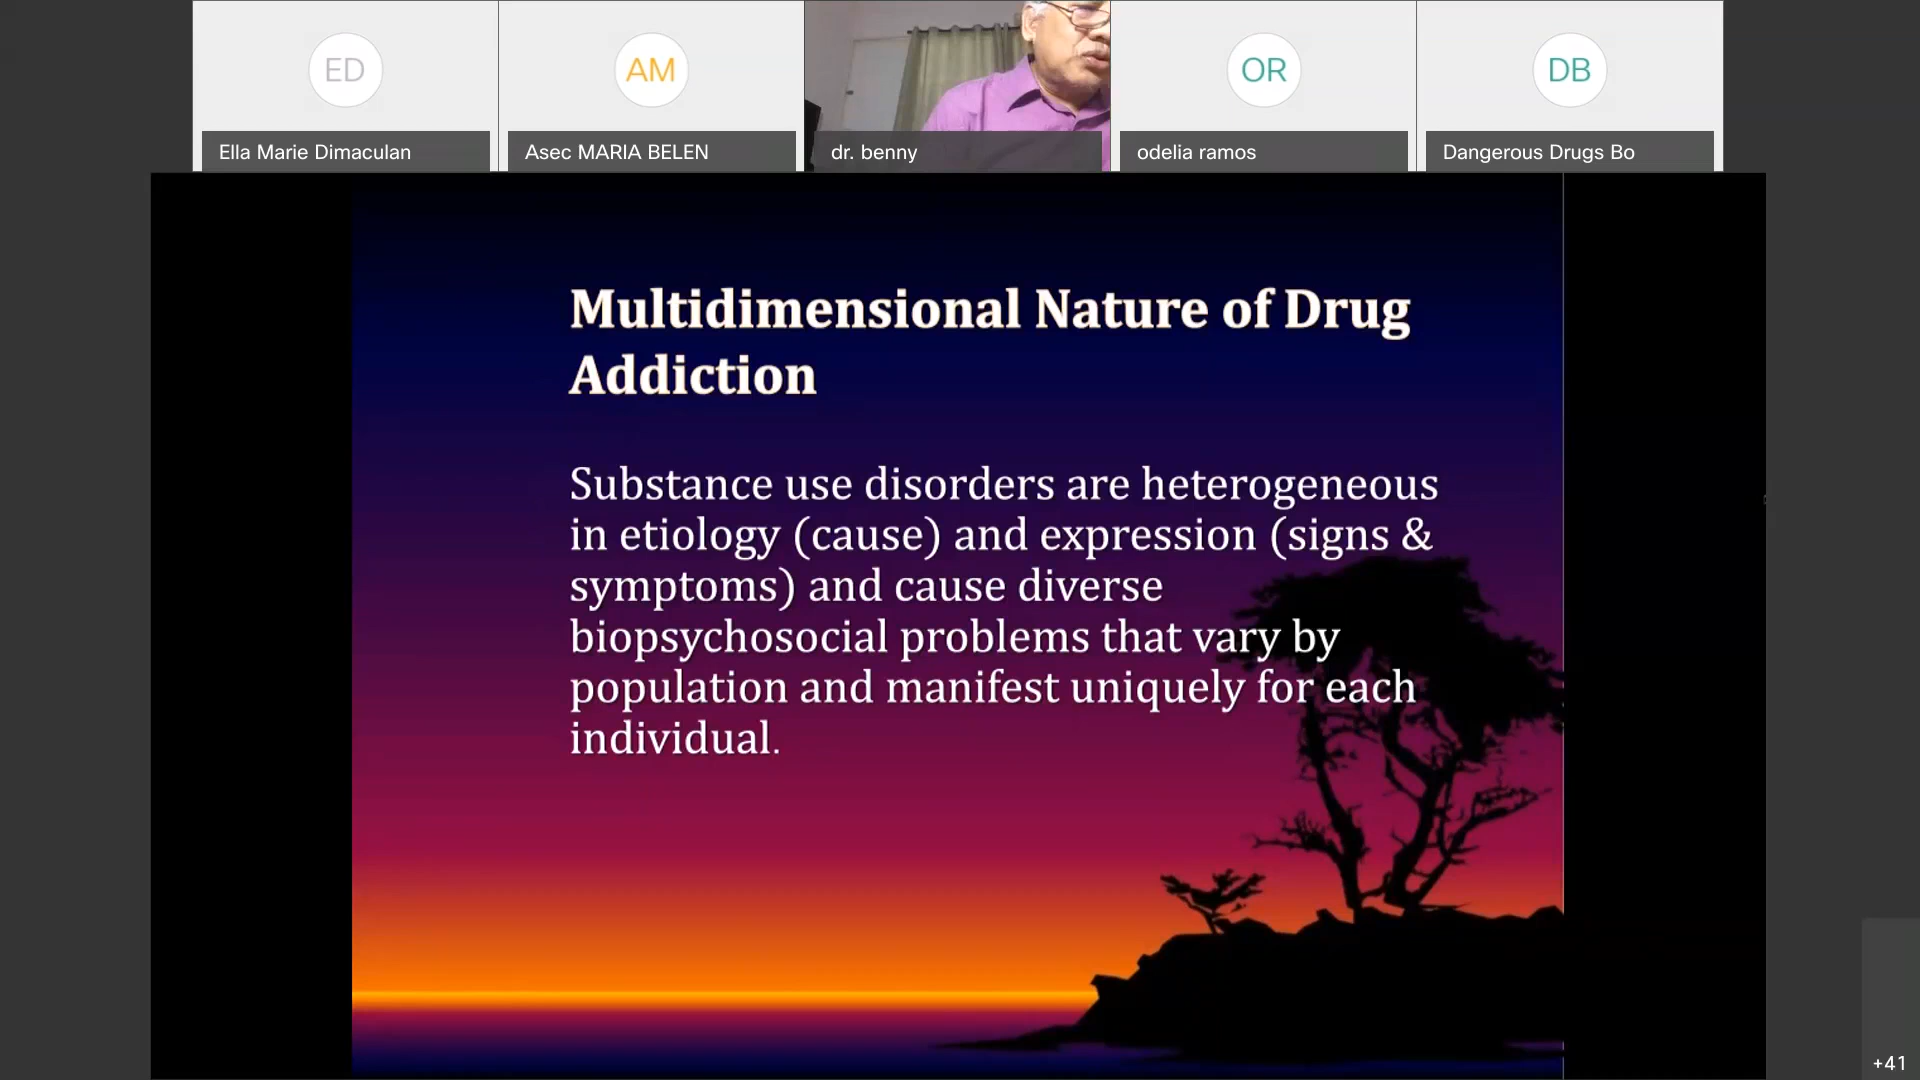 ED
AM
OR
DB
Ella Marie Dimaculan
Asec MARIA BELEN
dr. benny
odelia ramos
Dangerous Drugs Bo
Multidimensional Nature of Drug
Addiction
Substance use disorders are heterogeneous
in etiology (cause) and expression (signs &
symptoms) and cause diverse
biopsychosocial problems that vary by
population and manifest uniquely for each
individual.
+41